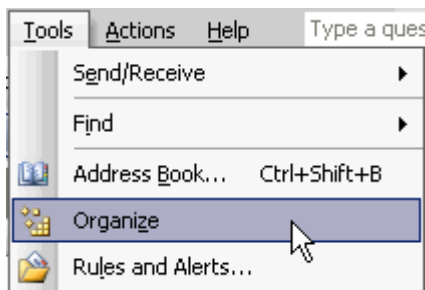 Tools Actions Help Type a ques
Send/Receive
Find
Address Book... Ctrl+Shift+B
Organize
Rules and Alerts...